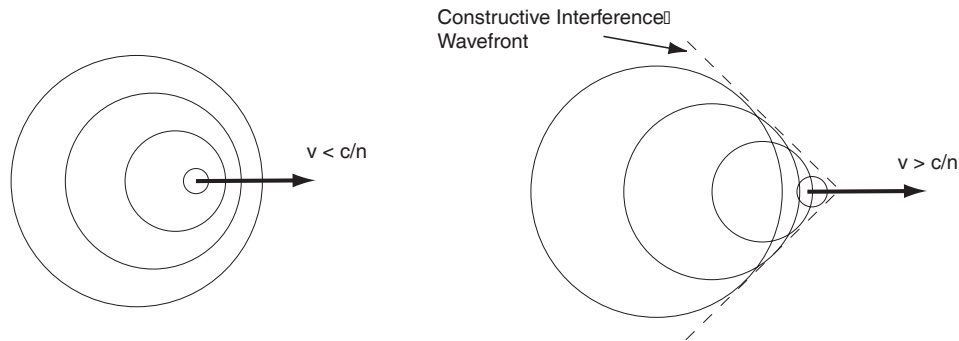 Constructive Interference
Wavefront
v < c/n
v > c/n